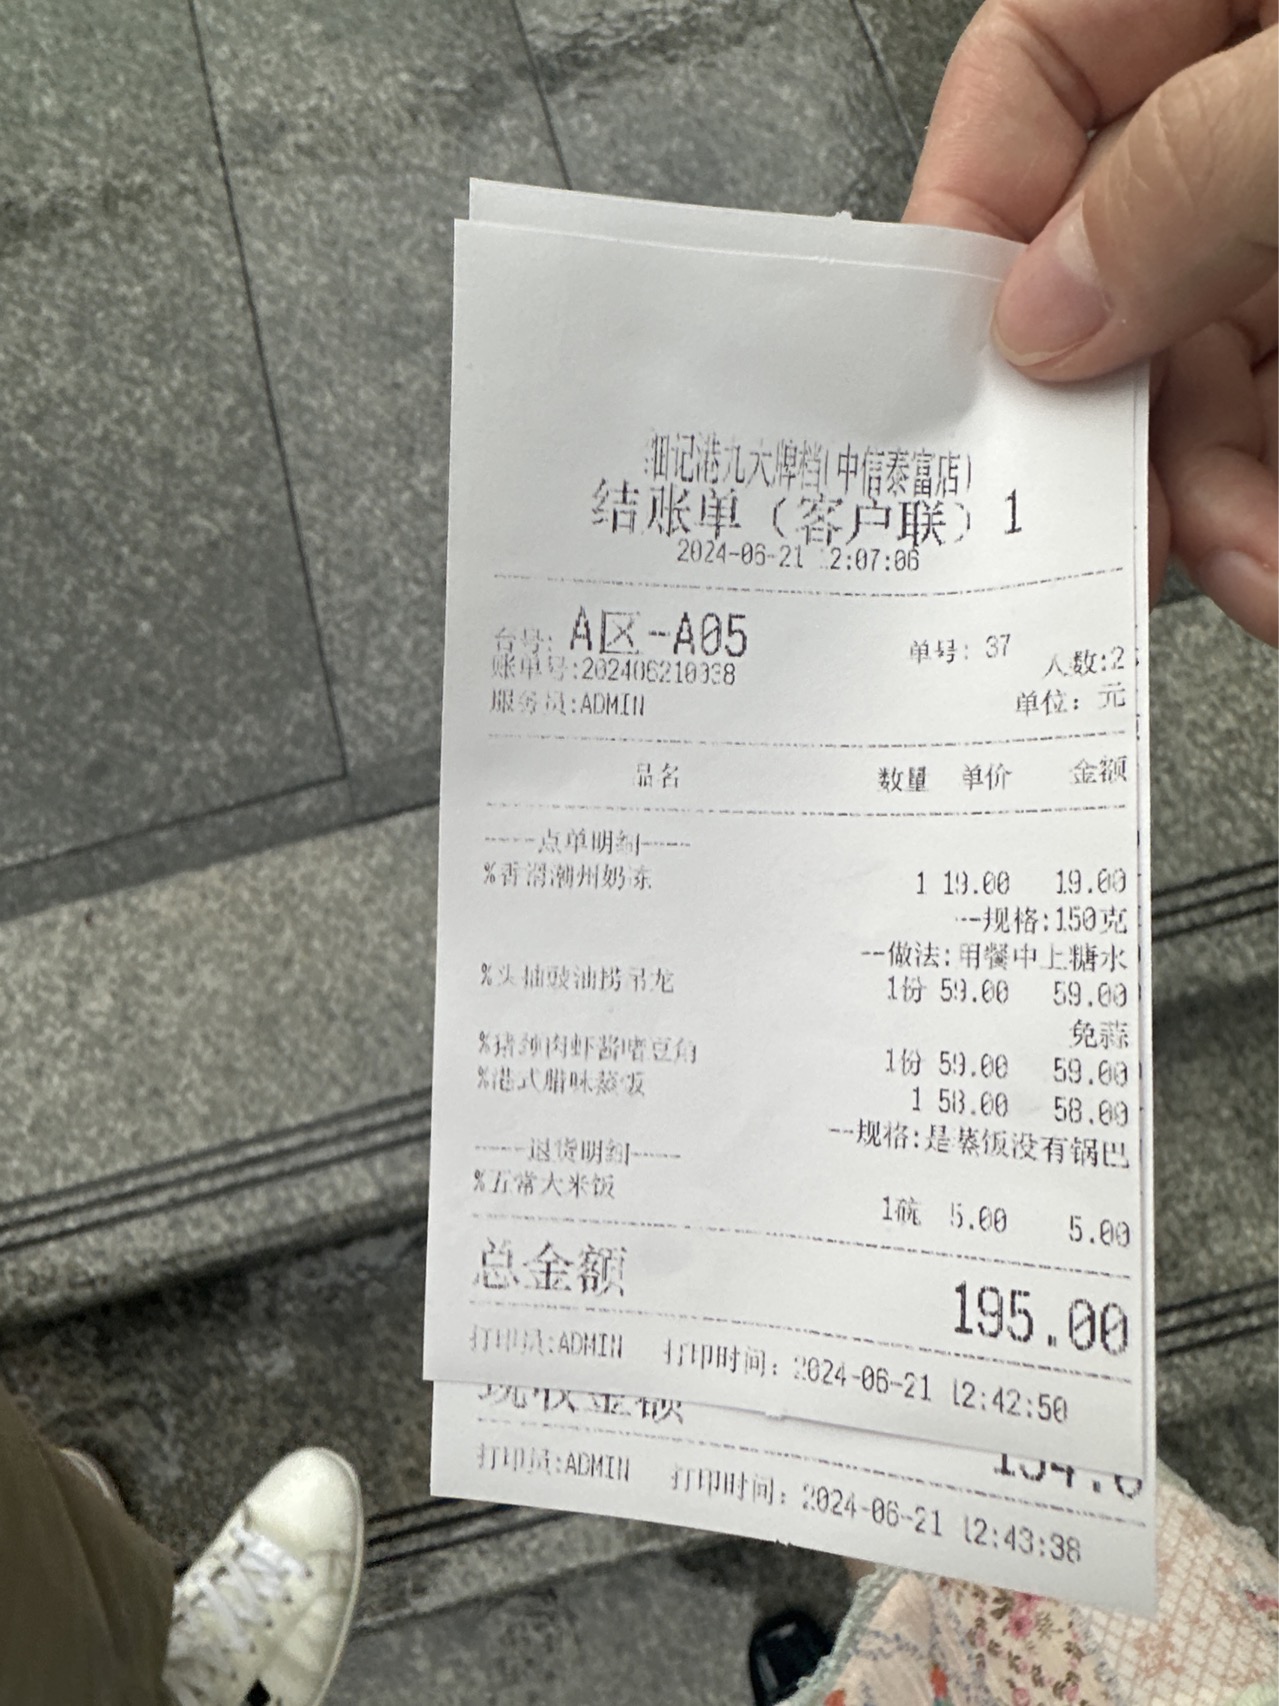 细记港九大牌档(中信泰富店)
结账单（客户联）1
2024-06-21 12:07:06
台号: A区-A05 单号: 37 人数:2
账单号:202406210038
服务员:ADMIN 单位: 元
品名 数量 单价 金额
-----点单明细-----
%香滑潮州奶冻 1 19.00 19.00
--规格:150克
--做法:用餐中上糖水
%头抽豉油捞吊龙 1份 59.00 59.00
免蒜
%猪颈肉虾酱啫豆角 1份 59.00 59.00
%港式腊味蒸饭 1 58.00 58.00
--规格:是蒸饭没有锅巴
-----退货明细-----
%五常大米饭 1碗 5.00 5.00
总金额 195.00
打印员:ADMIN 打印时间: 2024-06-21 12:42:50
现收金额
打印员:ADMIN 打印时间: 2024-06-21 12:43:38